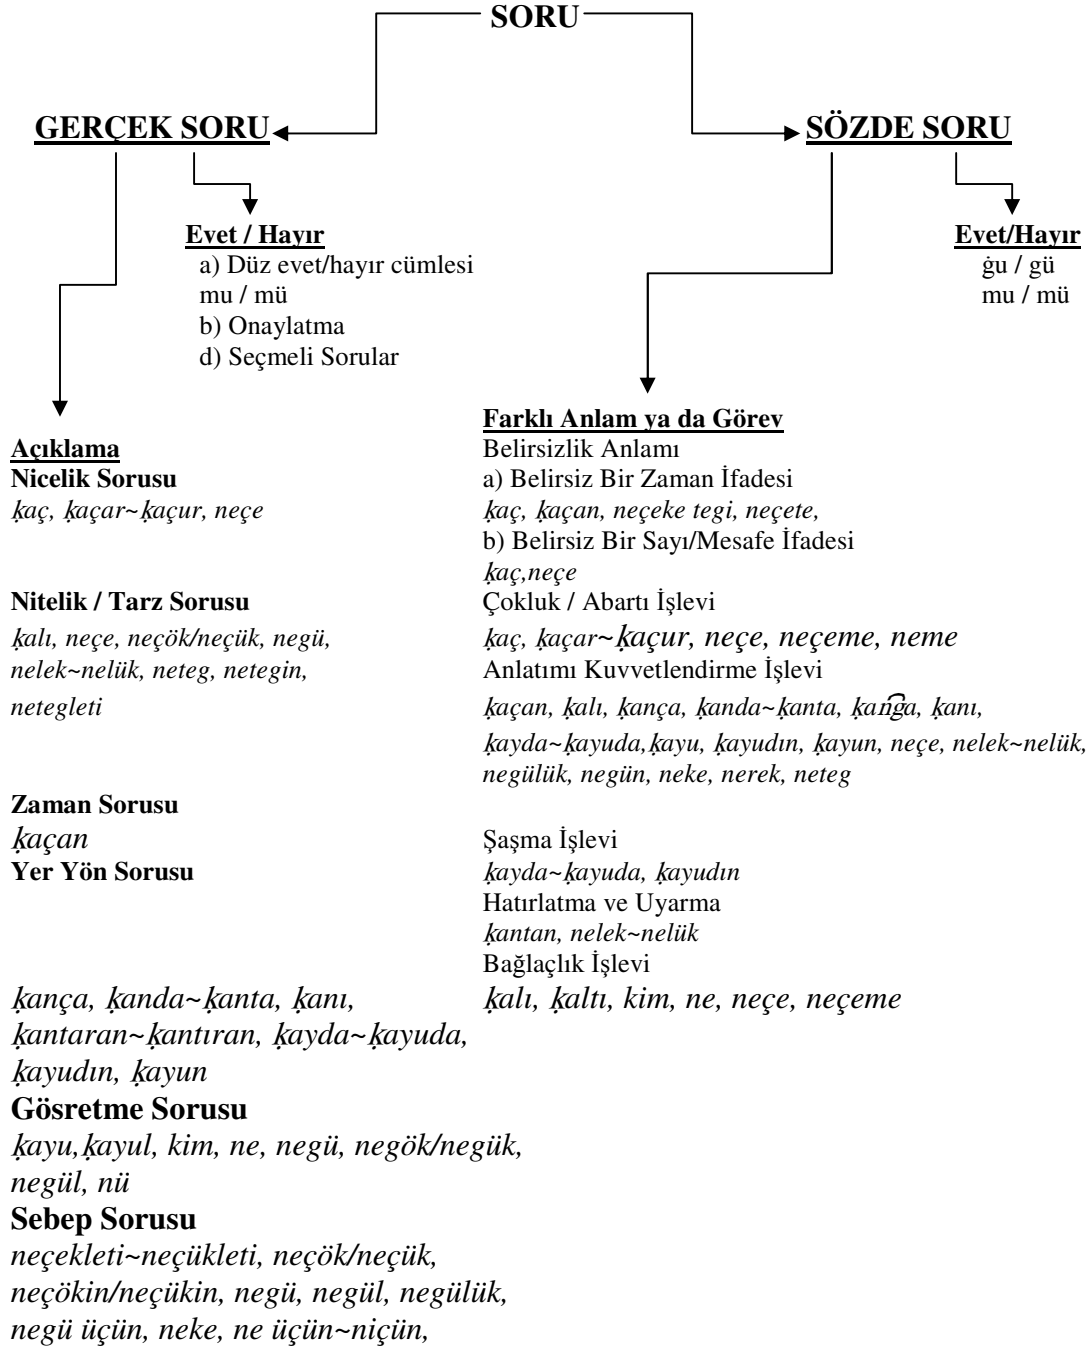 SORU
GERÇEK SORU
SÖZDE SORU
Evet / Hayır
a) Düz evet/hayır cümlesi
mu / mü
b) Onaylatma
d) Seçmeli Sorular
Evet/Hayır
ġu / gü
mu / mü
Açıklama
Nicelik Sorusu
ḳaç, ḳaçar~ḳaçur, neçe
Nitelik / Tarz Sorusu
ḳalı, neçe, neçök/neçük, negü,
nelek~nelük, neteg, netegin,
netegleti
Zaman Sorusu
ḳaçan
Yer Yön Sorusu
ḳança, ḳanda~ḳanta, ḳanı,
ḳantaran~ḳantıran, ḳayda~ḳayuda,
ḳayudın, ḳayun
Gösretme Sorusu
ḳayu,ḳayul, kim, ne, negü, negök/negük,
negül, nü
Sebep Sorusu
neçekleti~neçükleti, neçök/neçük,
neçökin/neçükin, negü, negül, negülük,
negü üçün, neke, ne üçün~niçün,
Farklı Anlam ya da Görev
Belirsizlik Anlamı
a) Belirsiz Bir Zaman İfadesi
ḳaç, ḳaçan, neçeke tegi, neçete,
b) Belirsiz Bir Sayı/Mesafe İfadesi
ḳaç,neçe
Çokluk / Abartı İşlevi
ḳaç, ḳaçar~ḳaçur, neçe, neçeme, neme
Anlatımı Kuvvetlendirme İşlevi
ḳaçan, ḳalı, ḳança, ḳanda~ḳanta, ḳan͡ġa, ḳanı,
ḳayda~ḳayuda,ḳayu, ḳayudın, ḳayun, neçe, nelek~nelük,
negülük, negün, neke, nerek, neteg
Şaşma İşlevi
ḳayda~ḳayuda, ḳayudın
Hatırlatma ve Uyarma
ḳantan, nelek~nelük
Bağlaçlık İşlevi
ḳalı, ḳaltı, kim, ne, neçe, neçeme